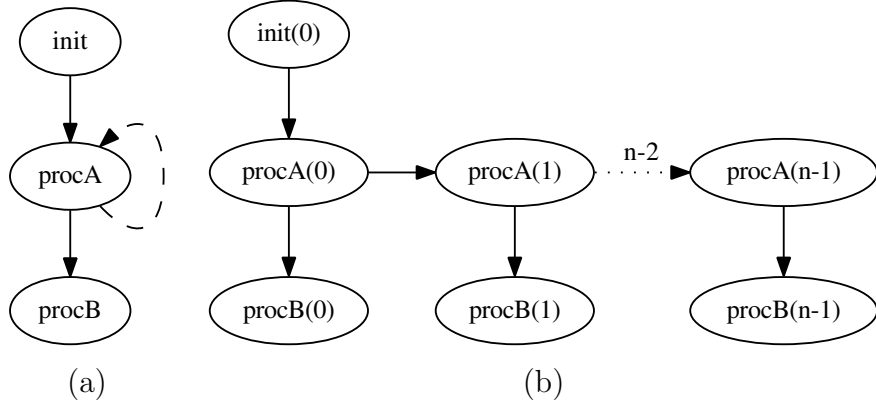 init
procA
procB
(a)
init(0)
procA(0)
procA(1)
n-2
procA(n-1)
procB(0)
procB(1)
procB(n-1)
(b)